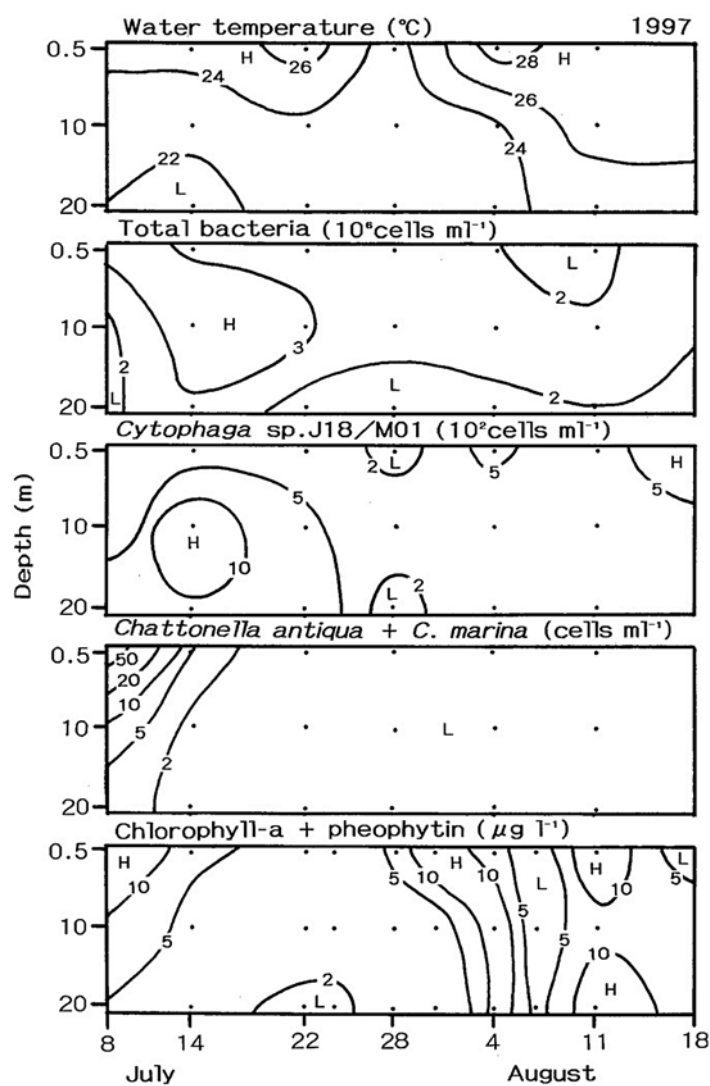 Water temperature (℃) 1997
0.5
H 26 28 H
24 26
10
24
22
L
20
Total bacteria (10⁶cells ml⁻¹)
0.5
L
2
10 H
3
2
L 2
L
20
Cytophaga sp.J18/M01 (10²cells ml⁻¹)
0.5
2 L 5 H
5 5
10
H
10
L 2
20
Chattonella antiqua + C. marina (cells ml⁻¹)
0.5
50
20
10
10 L
5
2
20
Chlorophyll-a + pheophytin (μg l⁻¹)
0.5
H 5 10 H 10 L H L
10 10 5
5 5
10
5
10
2 H
L
20
8 14 22 28 4 11 18
July August
Depth (m)